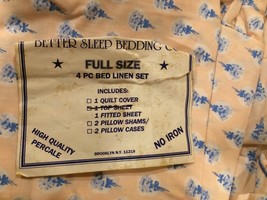 BETTER SLEEP BEDDING CO.
FULL SIZE
4 PC BED LINEN SET
INCLUDES:
1 QUILT COVER
1 TOP SHEET
1 FITTED SHEET
2 PILLOW SHAMS/
2 PILLOW CASES
HIGH QUALITY
PERCALE
NO IRON
BROOKLYN N.Y. 11219